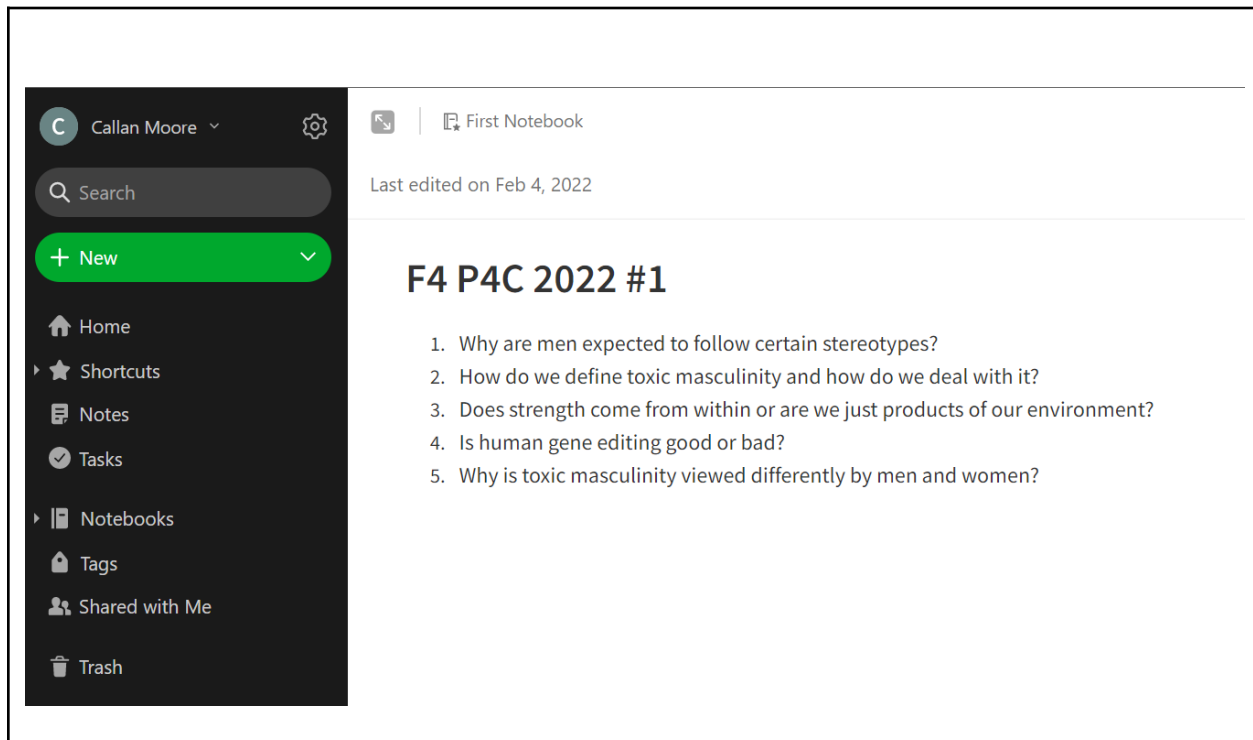 C Callan Moore
Search
New
Home
Shortcuts
Notes
Tasks
Notebooks
Tags
Shared with Me
Trash
First Notebook
Last edited on Feb 4, 2022
F4 P4C 2022 #1
1. Why are men expected to follow certain stereotypes?
2. How do we define toxic masculinity and how do we deal with it?
3. Does strength come from within or are we just products of our environment?
4. Is human gene editing good or bad?
5. Why is toxic masculinity viewed differently by men and women?